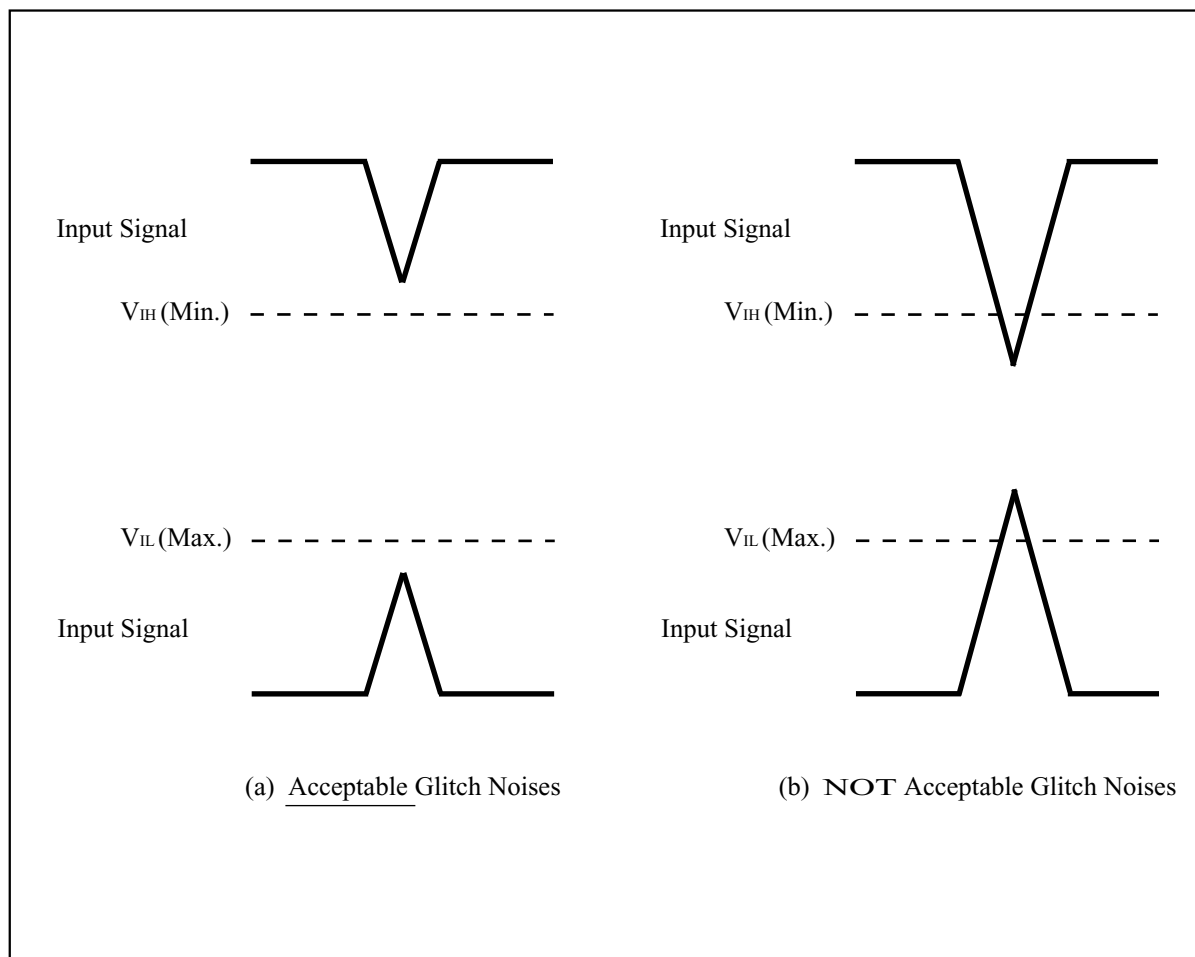 Input Signal
VIH (Min.)
VIL (Max.)
Input Signal
(a) Acceptable Glitch Noises
Input Signal
VIH (Min.)
VIL (Max.)
Input Signal
(b) NOT Acceptable Glitch Noises